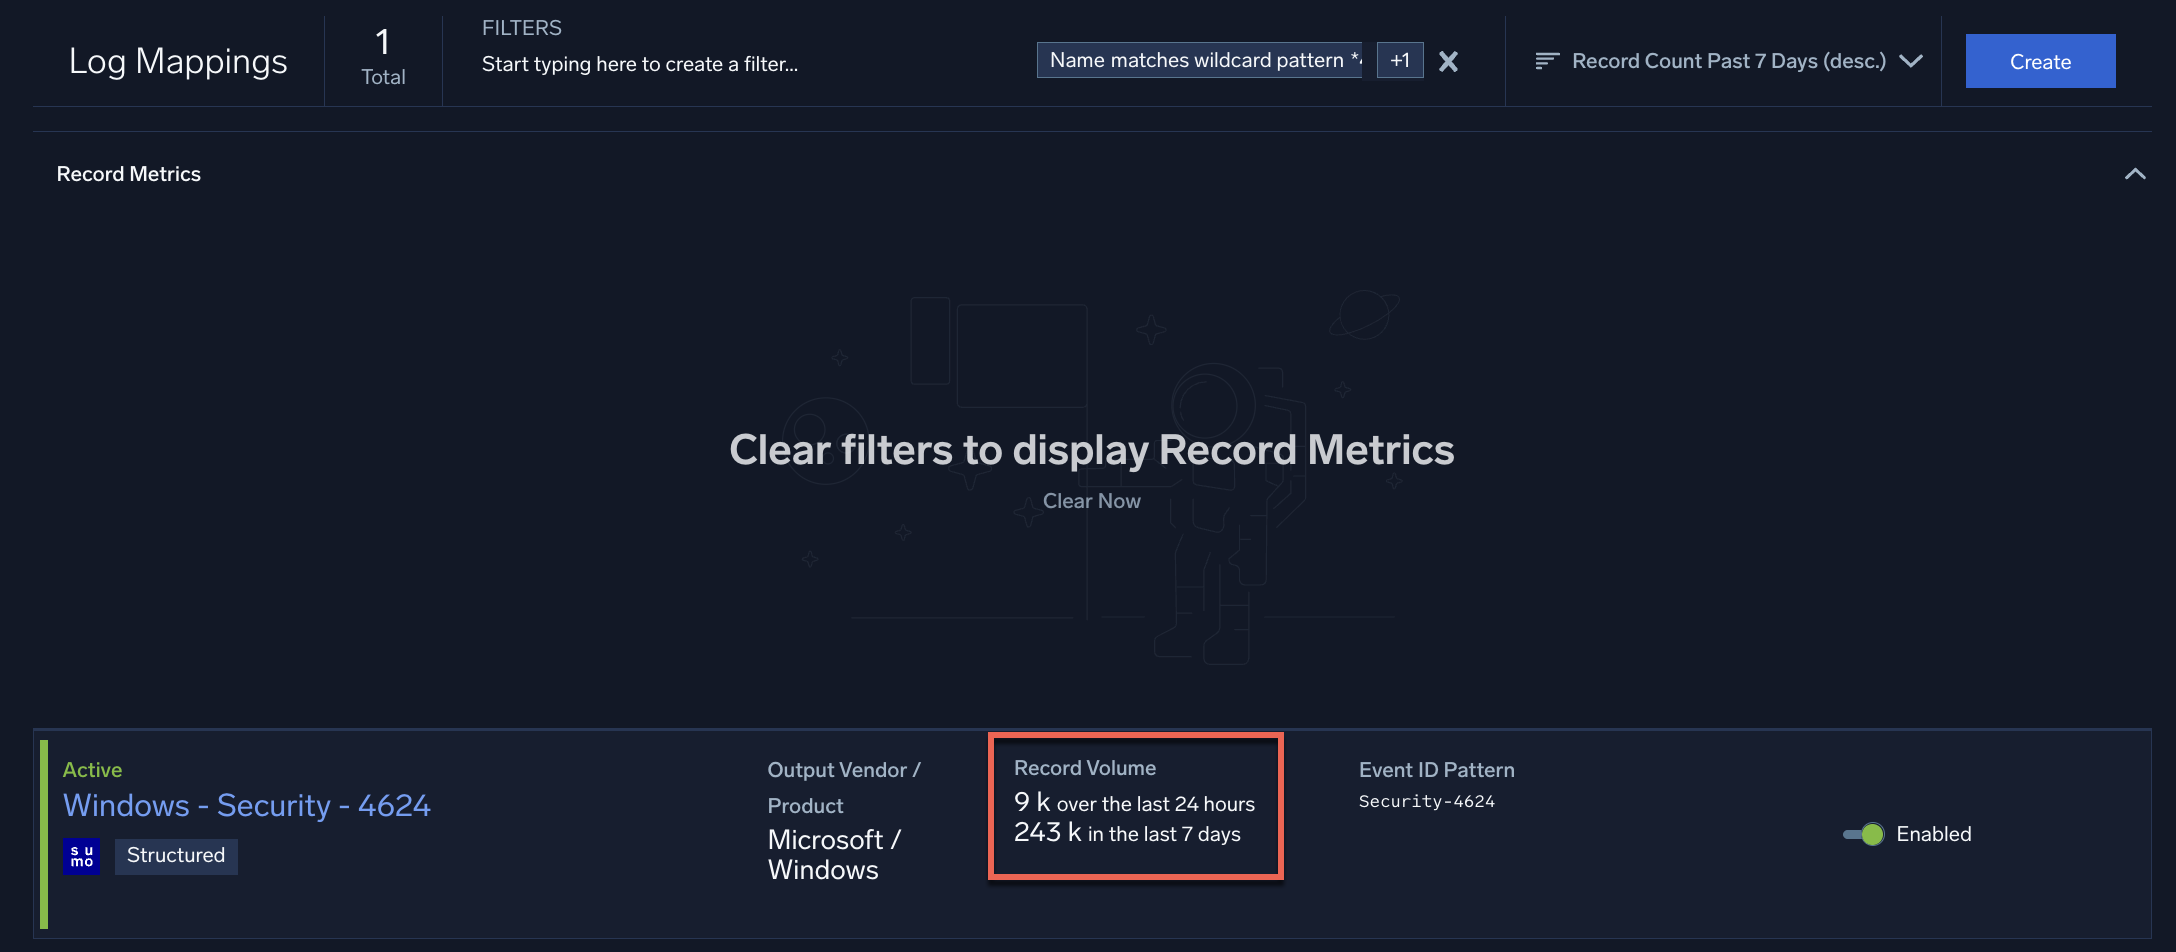 Log Mappings
1
Total
FILTERS
Start typing here to create a filter...
Name matches wildcard pattern *
+1
Record Count Past 7 Days (desc.)
Create
Record Metrics
Clear filters to display Record Metrics
Clear Now
Active
Windows - Security - 4624
su
mo
Structured
Output Vendor /
Product
Microsoft /
Windows
Record Volume
9 k over the last 24 hours
243 k in the last 7 days
Event ID Pattern
Security-4624
Enabled